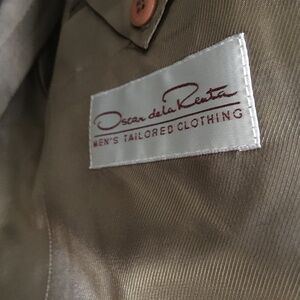 Oscar de la Renta
MEN'S TAILORED CLOTHING